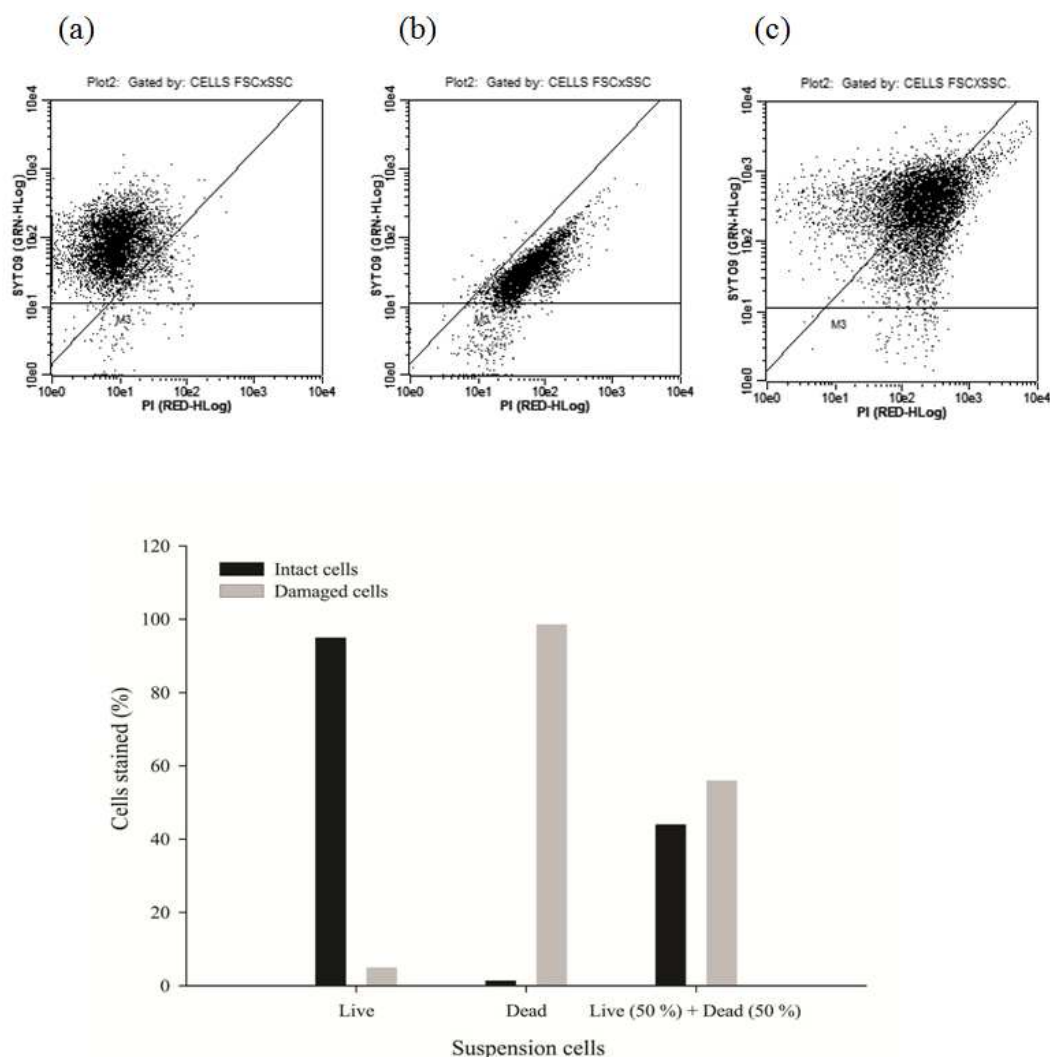 (a) (b) (c)
Plot2: Gated by: CELLS FSCxSSC
Plot2: Gated by: CELLS FSCxSSC
Plot2: Gated by: CELLS FSCXSSC.
SYTO9 (GRN-HLog)
10e4
10e3
10e2
10e1
10e0
M3
10e0 10e1 10e2 10e3 10e4
PI (RED-HLog)
SYTO9 (GRN-HLog)
10e4
10e3
10e2
10e1
10e0
M3
10e0 10e1 10e2 10e3 10e4
PI (RED-HLog)
SYTO9 (GRN-HLog)
10e4
10e3
10e2
10e1
10e0
M3
10e0 10e1 10e2 10e3 10e4
PI (RED-HLog)
Cells stained (%)
120
100
80
60
40
20
0
Intact cells
Damaged cells
Live Dead Live (50 %) + Dead (50 %)
Suspension cells